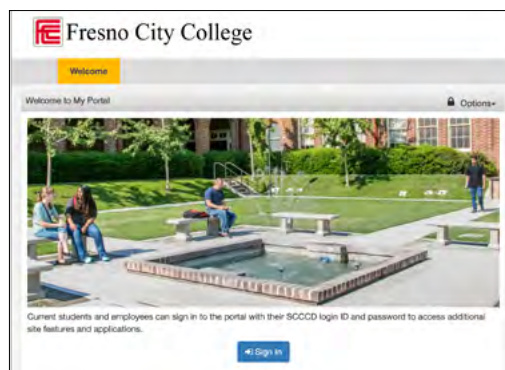 FCC Fresno City College
Welcome
Welcome to My Portal
Options
Current students and employees can sign in to the portal with their SCCCD login ID and password to access additional
site features and applications.
Sign In